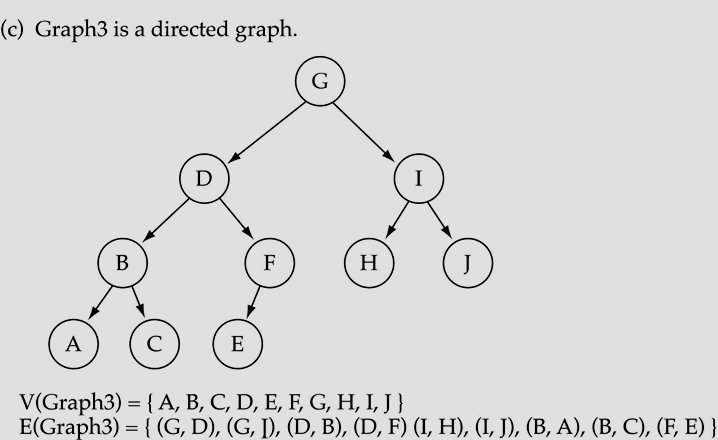 (c) Graph3 is a directed graph.
G
D I
B F H J
A C E
V(Graph3) = { A, B, C, D, E, F, G, H, I, J }
E(Graph3) = { (G, D), (G, J), (D, B), (D, F) (I, H), (I, J), (B, A), (B, C), (F, E) }